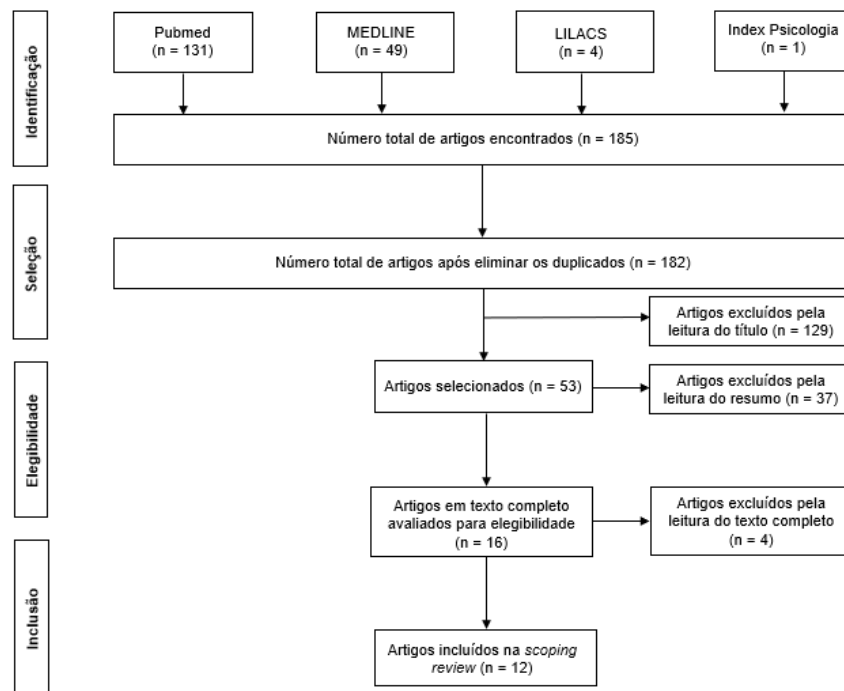 Identificação
Pubmed
(n = 131)
MEDLINE
(n = 49)
LILACS
(n = 4)
Index Psicologia
(n = 1)
Número total de artigos encontrados (n = 185)
Seleção
Número total de artigos após eliminar os duplicados (n = 182)
Artigos excluídos pela
leitura do título (n = 129)
Elegibilidade
Artigos selecionados (n = 53)
Artigos excluídos pela
leitura do resumo (n = 37)
Artigos em texto completo
avaliados para elegibilidade
(n = 16)
Artigos excluídos pela
leitura do texto completo
(n = 4)
Inclusão
Artigos incluídos na scoping
review (n = 12)